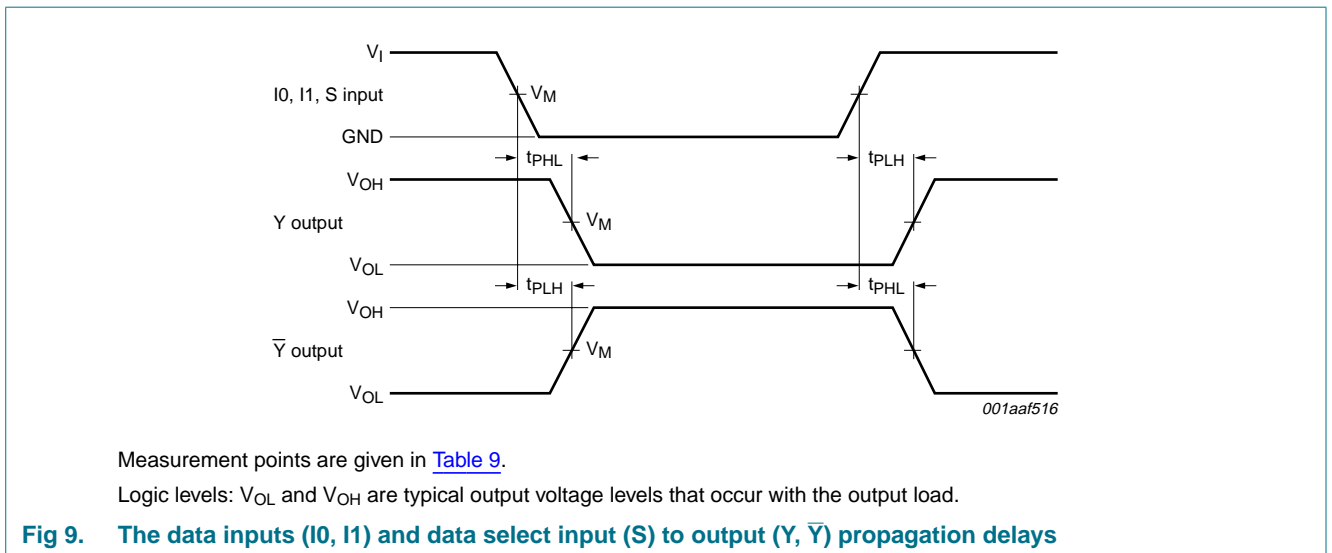 VI
I0, I1, S input
VM
GND
tPHL
tPLH
VOH
Y output
VM
VOL
tPLH
tPHL
VOH
Y̅ output
VM
VOL
001aaf516
Measurement points are given in Table 9.
Logic levels: VOL and VOH are typical output voltage levels that occur with the output load.
Fig 9. The data inputs (I0, I1) and data select input (S) to output (Y, Y̅) propagation delays